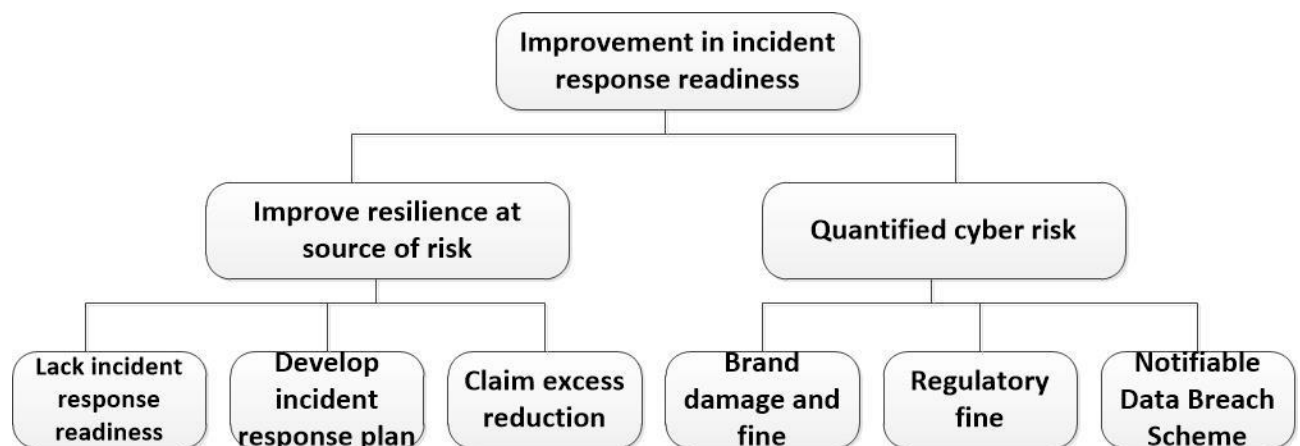 Improvement in incident
response readiness
Improve resilience at
source of risk
Quantified cyber risk
Lack incident
response
readiness
Develop
incident
response plan
Claim excess
reduction
Brand
damage and
fine
Regulatory
fine
Notifiable
Data Breach
Scheme